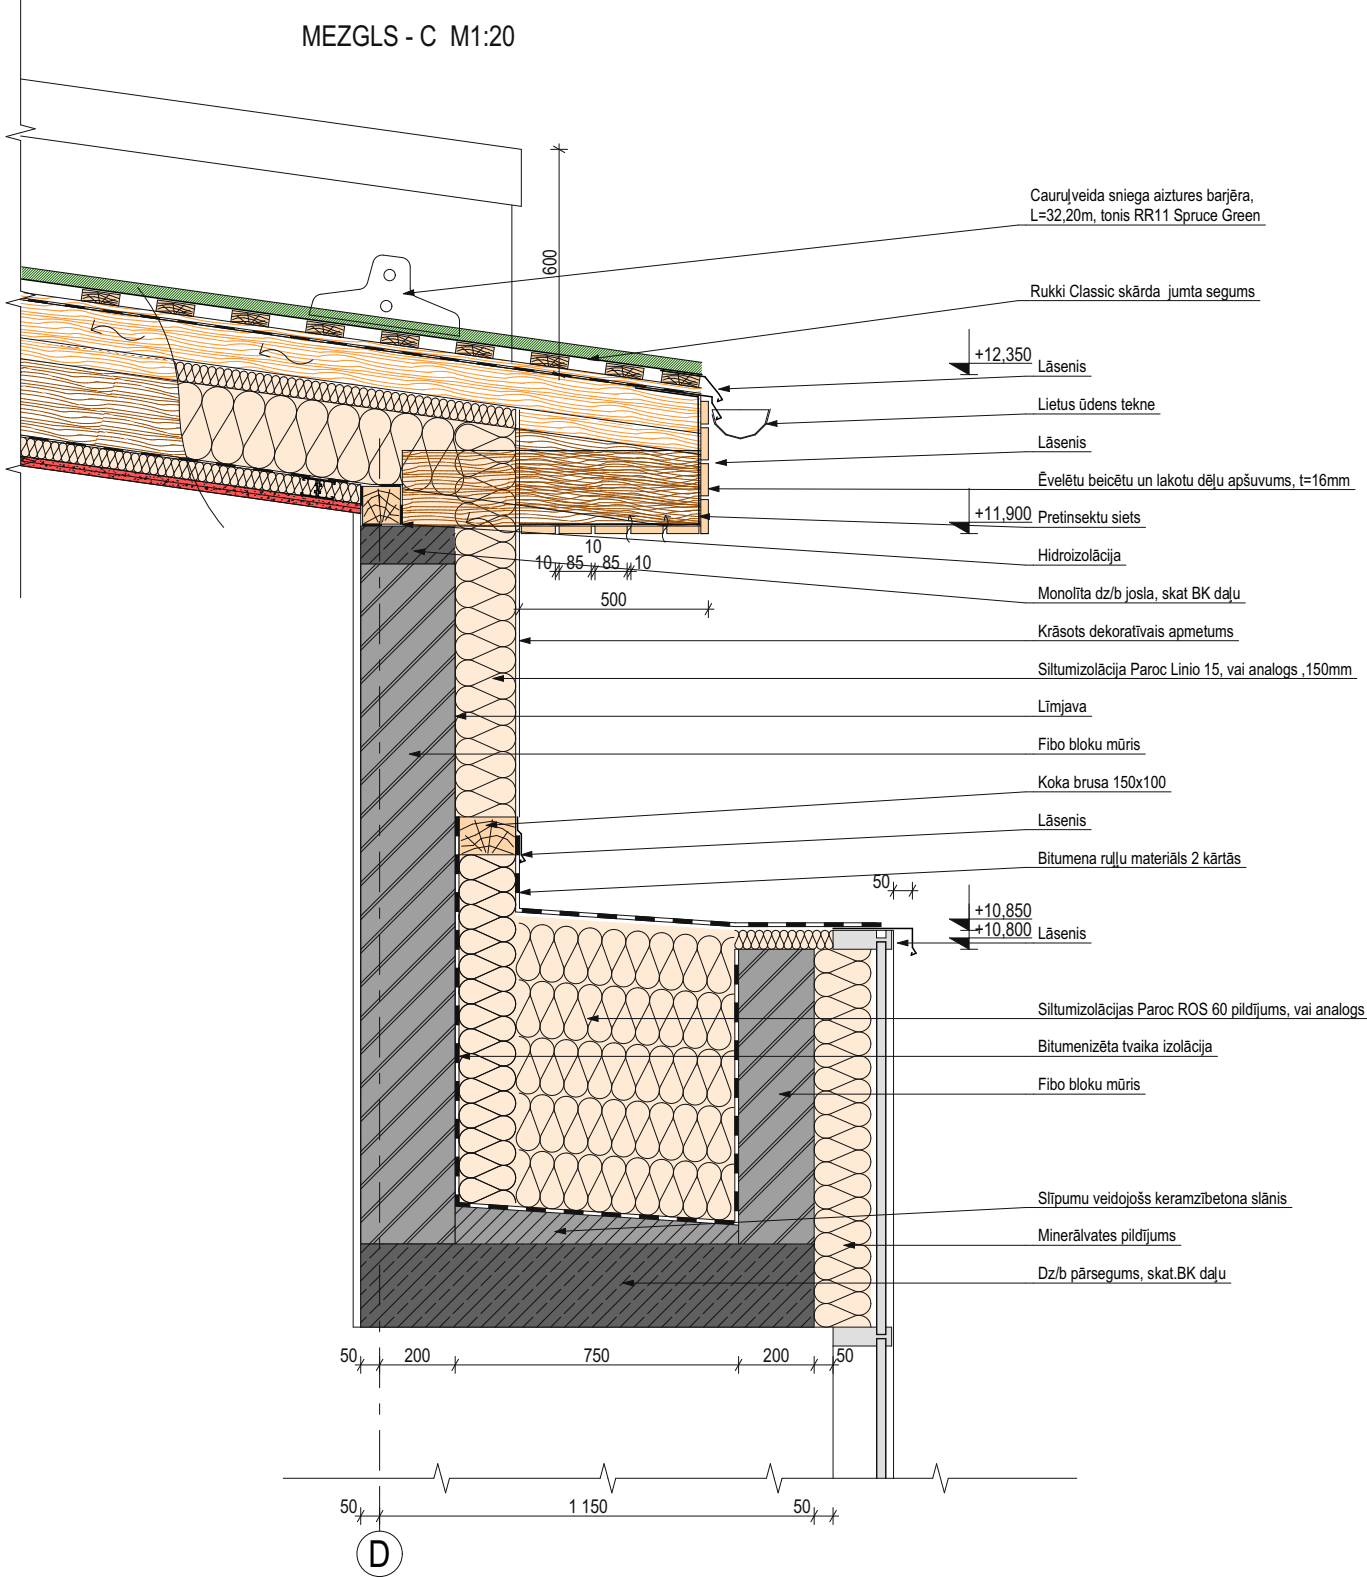 MEZGLS - C M1:20
Cauruļveida sniega aiztures barjēra,
L=32,20m, tonis RR11 Spruce Green
600
Rukki Classic skārda jumta segums
+12,350
Lāsenis
Lietus ūdens tekne
Lāsenis
Ēvelētu beicētu un lakotu dēļu apšuvums, t=16mm
+11,900
Pretinsektu siets
10
Hidroizolācija
10 85 85 10
500
Monolīta dz/b josla, skat BK daļu
Krāsots dekoratīvais apmetums
Siltumizolācija Paroc Linio 15, vai analogs ,150mm
Līmjava
Fibo bloku mūris
Koka brusa 150x100
Lāsenis
Bitumena ruļļu materiāls 2 kārtās
50
+10,850
+10,800
Lāsenis
Siltumizolācijas Paroc ROS 60 pildījums, vai analogs
Bitumenizēta tvaika izolācija
Fibo bloku mūris
Slīpumu veidojošs keramzībetona slānis
Minerālvates pildījums
Dz/b pārsegums, skat.BK daļu
50 200 750 200 50
50 1 150 50
D